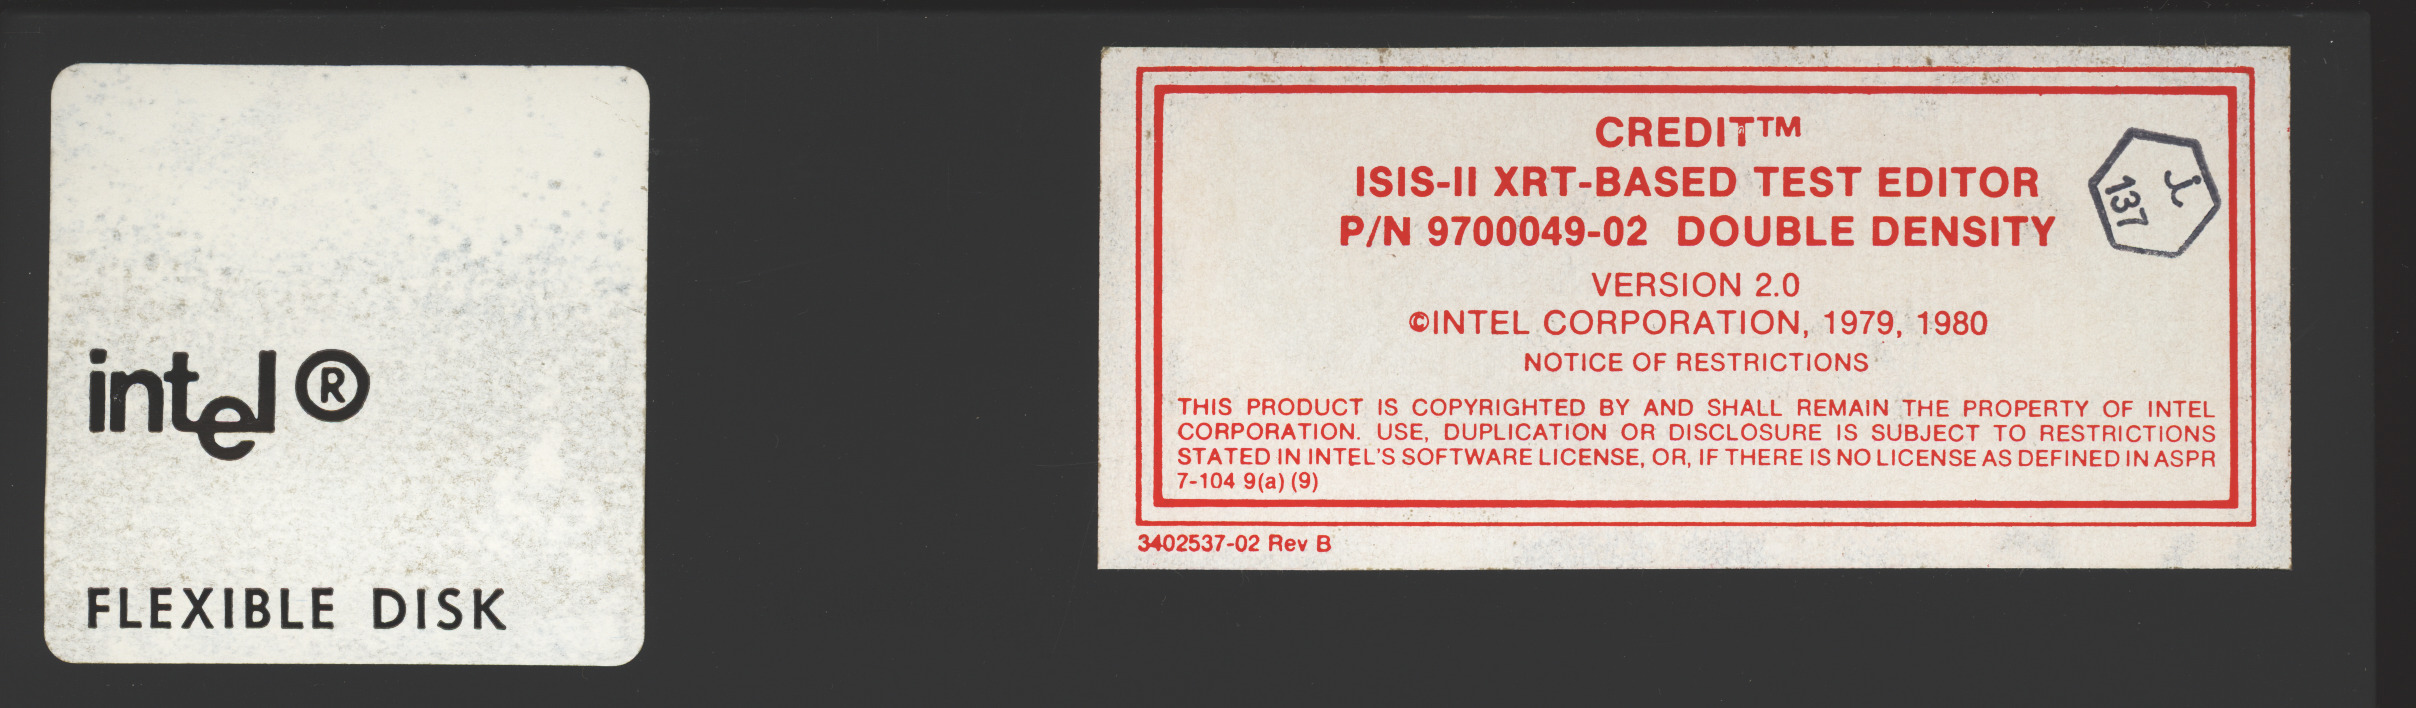 intel®
FLEXIBLE DISK
CREDIT™
ISIS-II XRT-BASED TEST EDITOR
P/N 9700049-02 DOUBLE DENSITY
VERSION 2.0
©INTEL CORPORATION, 1979, 1980
NOTICE OF RESTRICTIONS
THIS PRODUCT IS COPYRIGHTED BY AND SHALL REMAIN THE PROPERTY OF INTEL
CORPORATION. USE, DUPLICATION OR DISCLOSURE IS SUBJECT TO RESTRICTIONS
STATED IN INTEL'S SOFTWARE LICENSE, OR, IF THERE IS NO LICENSE AS DEFINED IN ASPR
7-104 9(a) (9)
3402537-02 Rev B
137